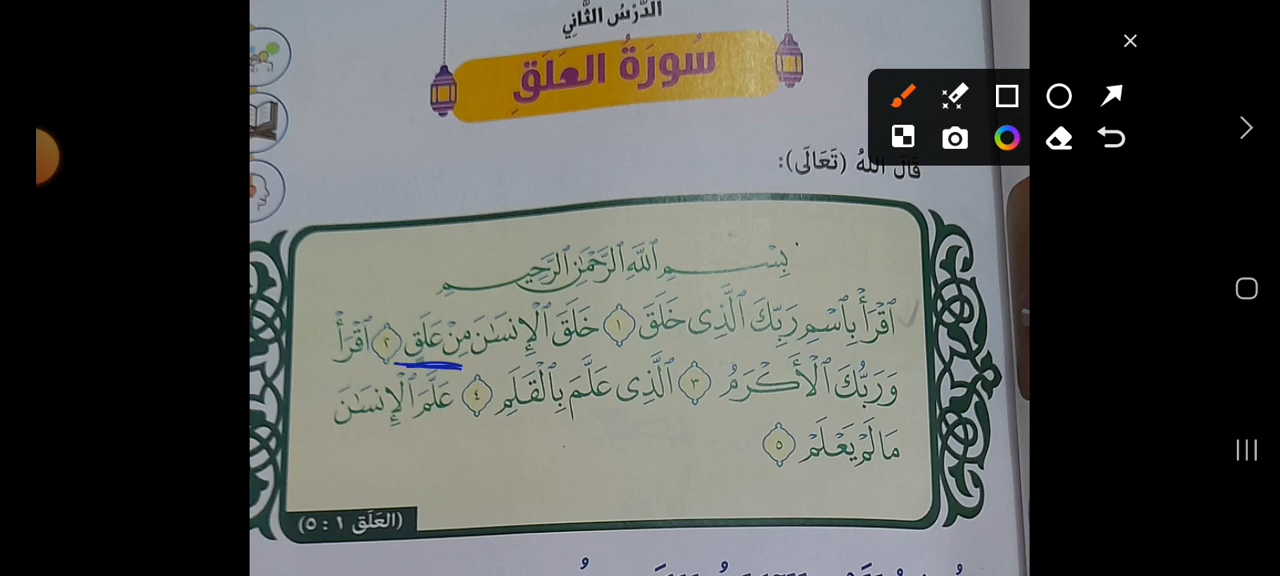 الدَّرْسُ الثَّانِي
سُورَةُ العَلَقِ
قَالَ اللهُ (تَعَالَى):
بِسْمِ ٱللَّهِ ٱلرَّحْمَٰنِ ٱلرَّحِيمِ
ٱقْرَأْ بِٱسْمِ رَبِّكَ ٱلَّذِى خَلَقَ ١ خَلَقَ ٱلْإِنسَٰنَ مِنْ عَلَقٍ ٢ ٱقْرَأْ
وَرَبُّكَ ٱلْأَكْرَمُ ٣ ٱلَّذِى عَلَّمَ بِٱلْقَلَمِ ٤ عَلَّمَ ٱلْإِنسَٰنَ
مَا لَمْ يَعْلَمْ ٥
(العَلَق ١ : ٥)